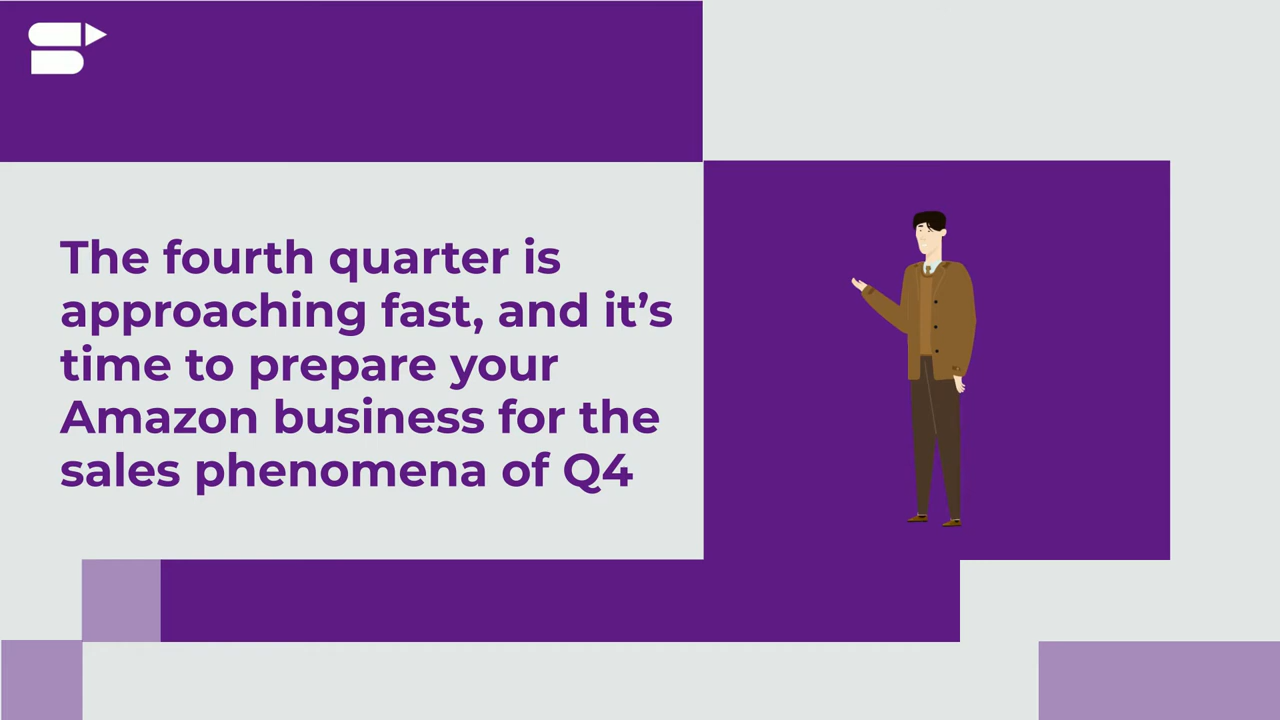 The fourth quarter is
approaching fast, and it’s
time to prepare your
Amazon business for the
sales phenomena of Q4